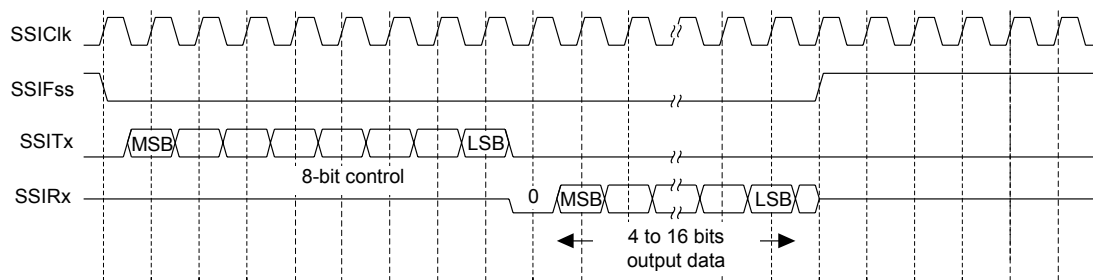 SSIClk
SSIFss
SSITx
MSB
LSB
8-bit control
SSIRx
0
MSB
LSB
4 to 16 bits
output data